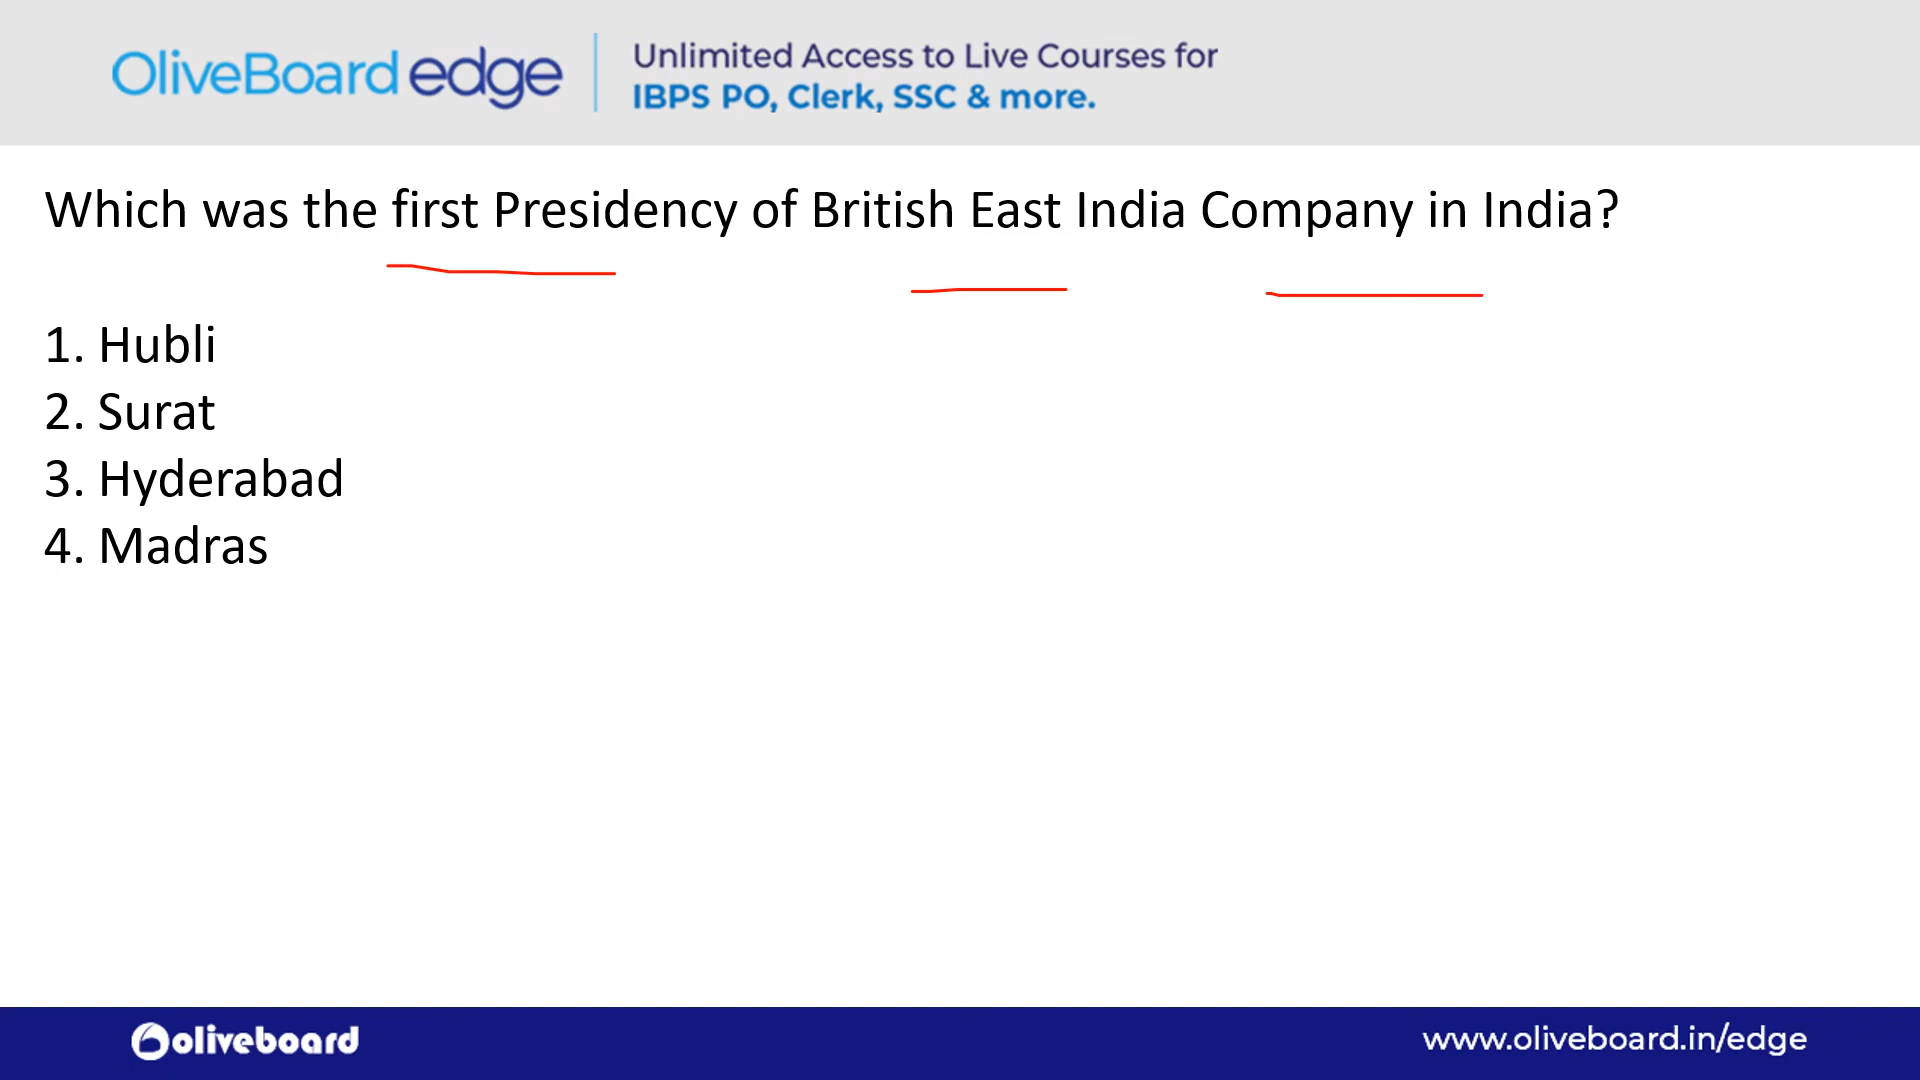 OliveBoard edge
Unlimited Access to Live Courses for
IBPS PO, Clerk, SSC & more.
Which was the first Presidency of British East India Company in India?
1. Hubli
2. Surat
3. Hyderabad
4. Madras
oliveboard
www.oliveboard.in/edge